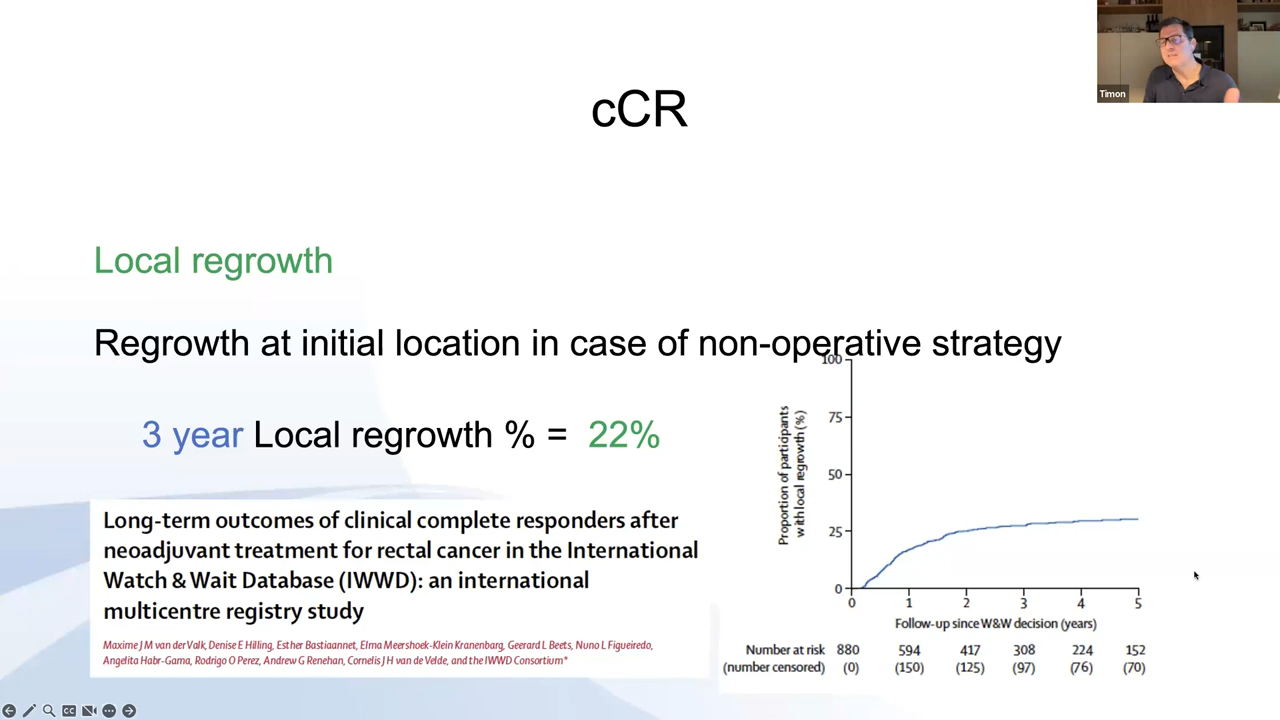 Timon
cCR
Local regrowth
Regrowth at initial location in case of non-operative strategy
3 year Local regrowth % = 22%
Long-term outcomes of clinical complete responders after
neoadjuvant treatment for rectal cancer in the International
Watch & Wait Database (IWWD): an international
multicentre registry study
Maxime J M van der Valk, Denise E Hilling, Esther Bastiaannet, Elma Meershoek-Klein Kranenbarg, Geerard L Beets, Nuno L Figueiredo,
Angelita Habr-Gama, Rodrigo O Perez, Andrew G Renehan, Cornelis J H van de Velde, and the IWWD Consortium*
Proportion of participants
with local regrowth (%)
100
75
50
25
0
0 1 2 3 4 5
Follow-up since W&W decision (years)
Number at risk 880 594 417 308 224 152
(number censored) (0) (150) (125) (97) (76) (70)
CC